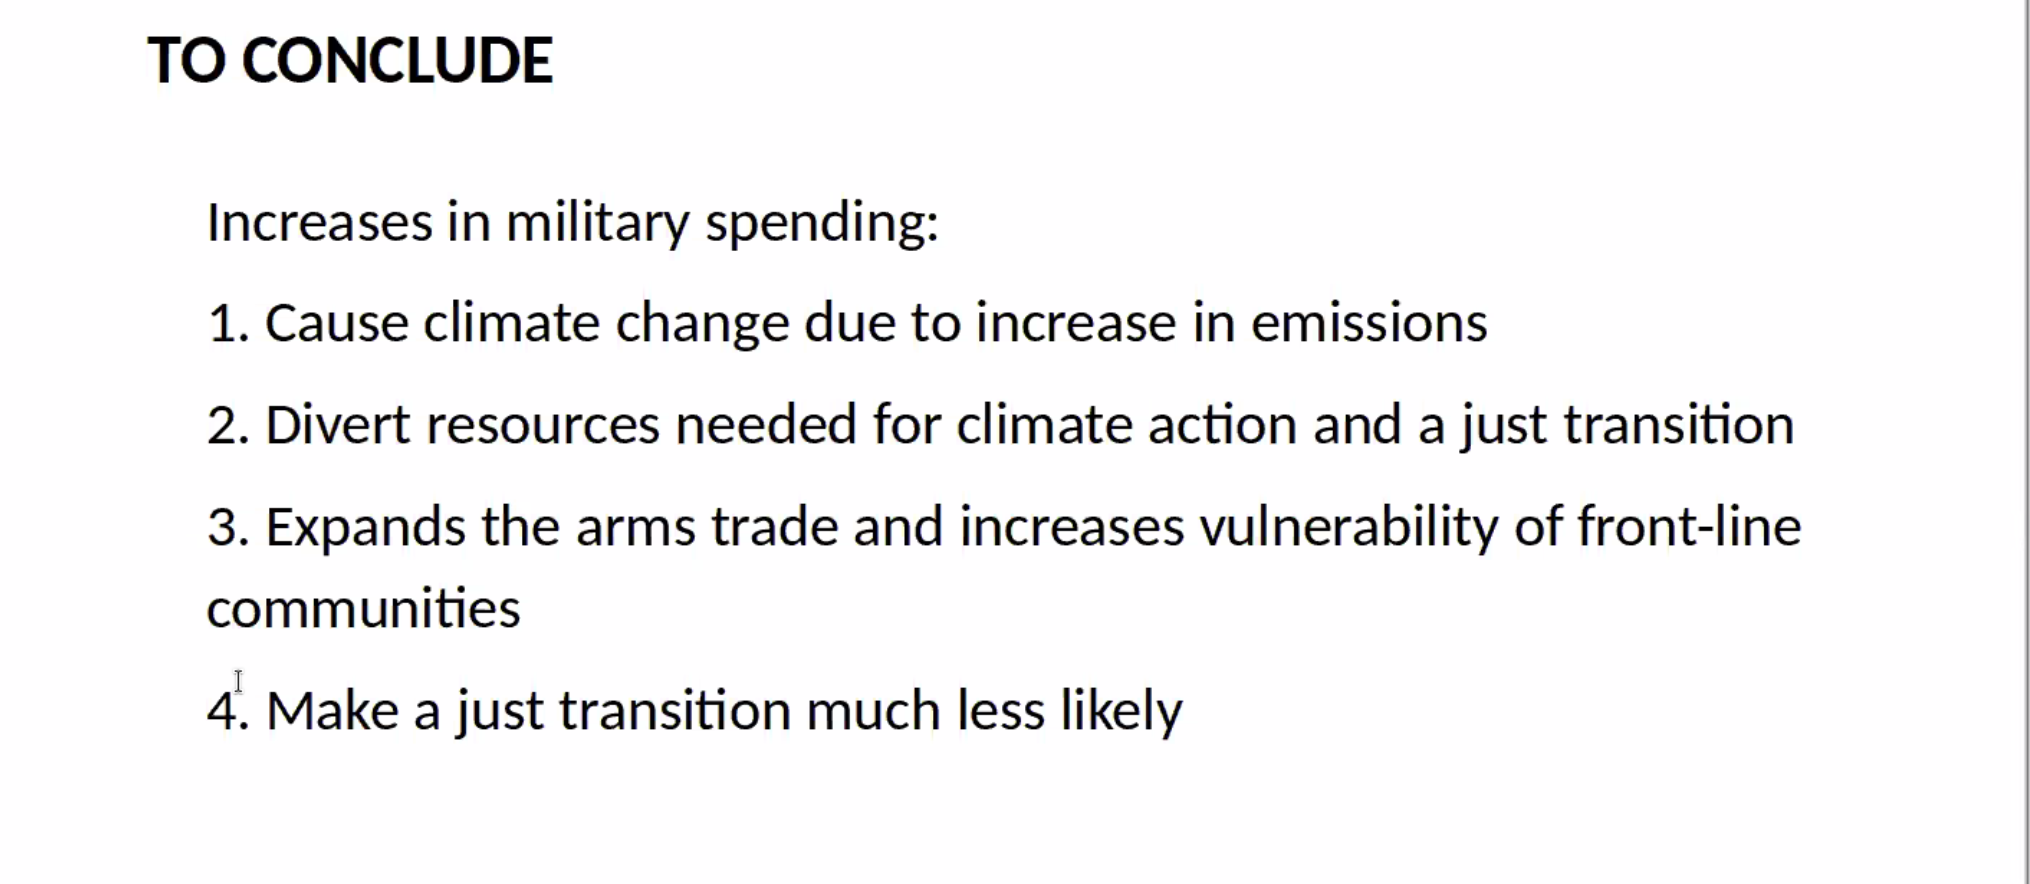 TO CONCLUDE
Increases in military spending:
1. Cause climate change due to increase in emissions
2. Divert resources needed for climate action and a just transition
3. Expands the arms trade and increases vulnerability of front-line
communities
4. Make a just transition much less likely